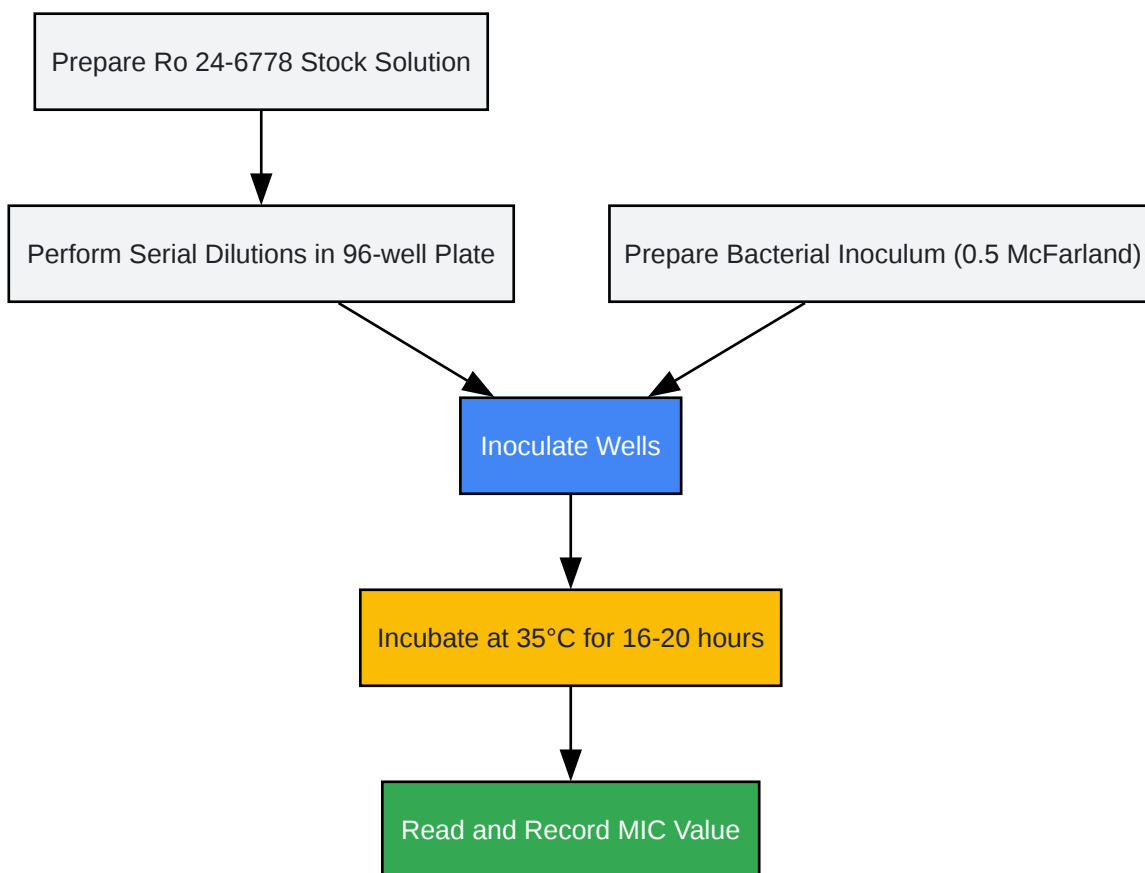 Prepare Ro 24-6778 Stock Solution
Perform Serial Dilutions in 96-well Plate
Prepare Bacterial Inoculum (0.5 McFarland)
Inoculate Wells
Incubate at 35°C for 16-20 hours
Read and Record MIC Value